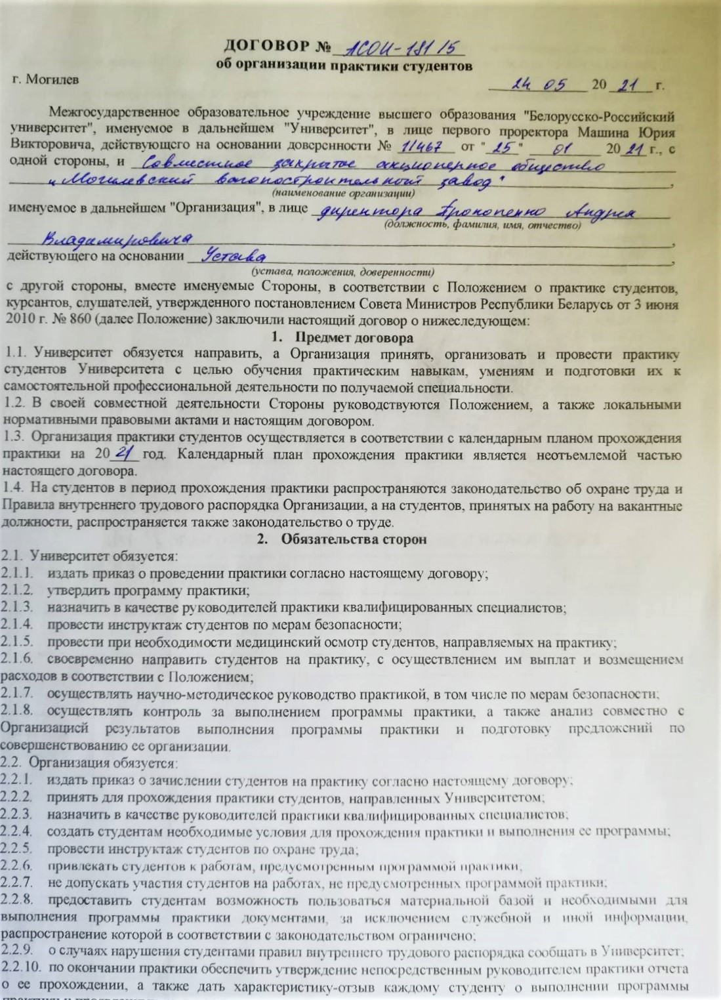 ДОГОВОР № АСОИ-181/5
об организации практики студентов
г. Могилев 24 05 20 21 г.
Межгосударственное образовательное учреждение высшего образования "Белорусско-Российский
университет", именуемое в дальнейшем "Университет", в лице первого проректора Машина Юрия
Викторовича, действующего на основании доверенности № 11467 от "25" 01 20 21 г., с
одной стороны, и Совместное закрытое акционерное общество
"Могилевский вагоностроительный завод",
(наименование организации)
именуемое в дальнейшем "Организация", в лице директора Прокопенко Андрея
(должность, фамилия, имя, отчество)
Владимировича,
действующего на основании Устава,
(устава, положения, доверенности)
с другой стороны, вместе именуемые Стороны, в соответствии с Положением о практике студентов,
курсантов, слушателей, утвержденного постановлением Совета Министров Республики Беларусь от 3 июня
2010 г. № 860 (далее Положение) заключили настоящий договор о нижеследующем:
1. Предмет договора
1.1. Университет обязуется направить, а Организация принять, организовать и провести практику
студентов Университета с целью обучения практическим навыкам, умениям и подготовки их к
самостоятельной профессиональной деятельности по получаемой специальности.
1.2. В своей совместной деятельности Стороны руководствуются Положением, а также локальными
нормативными правовыми актами и настоящим договором.
1.3. Организация практики студентов осуществляется в соответствии с календарным планом прохождения
практики на 20 21 год. Календарный план прохождения практики является неотъемлемой частью
настоящего договора.
1.4. На студентов в период прохождения практики распространяются законодательство об охране труда и
Правила внутреннего трудового распорядка Организации, а на студентов, принятых на работу на вакантные
должности, распространяется также законодательство о труде.
2. Обязательства сторон
2.1. Университет обязуется:
2.1.1. издать приказ о проведении практики согласно настоящему договору;
2.1.2. утвердить программу практики;
2.1.3. назначить в качестве руководителей практики квалифицированных специалистов;
2.1.4. провести инструктаж студентов по мерам безопасности;
2.1.5. провести при необходимости медицинский осмотр студентов, направляемых на практику;
2.1.6. своевременно направить студентов на практику, с осуществлением им выплат и возмещением
расходов в соответствии с Положением;
2.1.7. осуществлять научно-методическое руководство практикой, в том числе по мерам безопасности;
2.1.8. осуществлять контроль за выполнением программы практики, а также анализ совместно с
Организацией результатов выполнения программы практики и подготовку предложений по
совершенствованию ее организации.
2.2. Организация обязуется:
2.2.1. издать приказ о зачислении студентов на практику согласно настоящему договору;
2.2.2. принять для прохождения практики студентов, направленных Университетом;
2.2.3. назначить в качестве руководителей практики квалифицированных специалистов;
2.2.4. создать студентам необходимые условия для прохождения практики и выполнения ее программы;
2.2.5. провести инструктаж студентов по охране труда;
2.2.6. привлекать студентов к работам, предусмотренным программой практики;
2.2.7. не допускать участия студентов на работах, не предусмотренных программой практики;
2.2.8. предоставить студентам возможность пользоваться материальной базой и необходимыми для
выполнения программы практики документами, за исключением служебной и иной информации,
распространение которой в соответствии с законодательством ограничено;
2.2.9. о случаях нарушения студентами правил внутреннего трудового распорядка сообщать в Университет;
2.2.10. по окончании практики обеспечить утверждение непосредственным руководителем практики отчета
о ее прохождении, а также дать характеристику-отзыв каждому студенту о выполнении программы